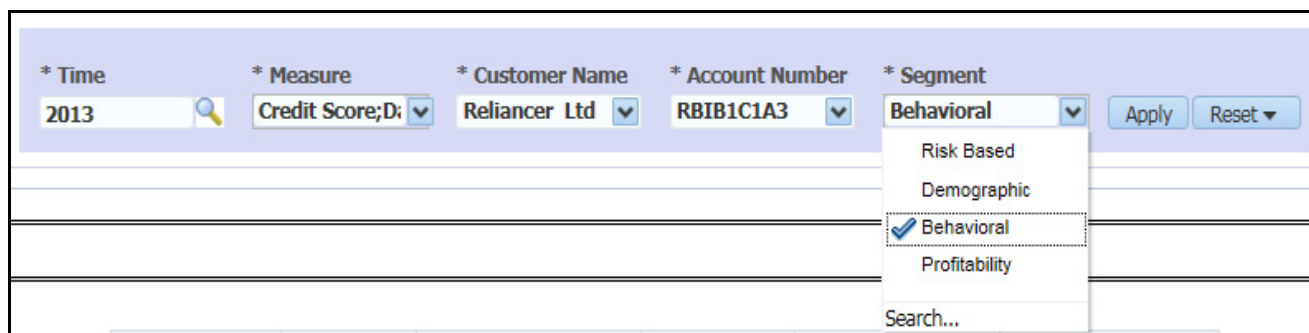 * Time * Measure * Customer Name * Account Number * Segment
2013 Credit Score;Da Reliancer Ltd RBIB1C1A3 Behavioral Apply Reset
Risk Based
Demographic
Behavioral
Profitability
Search...